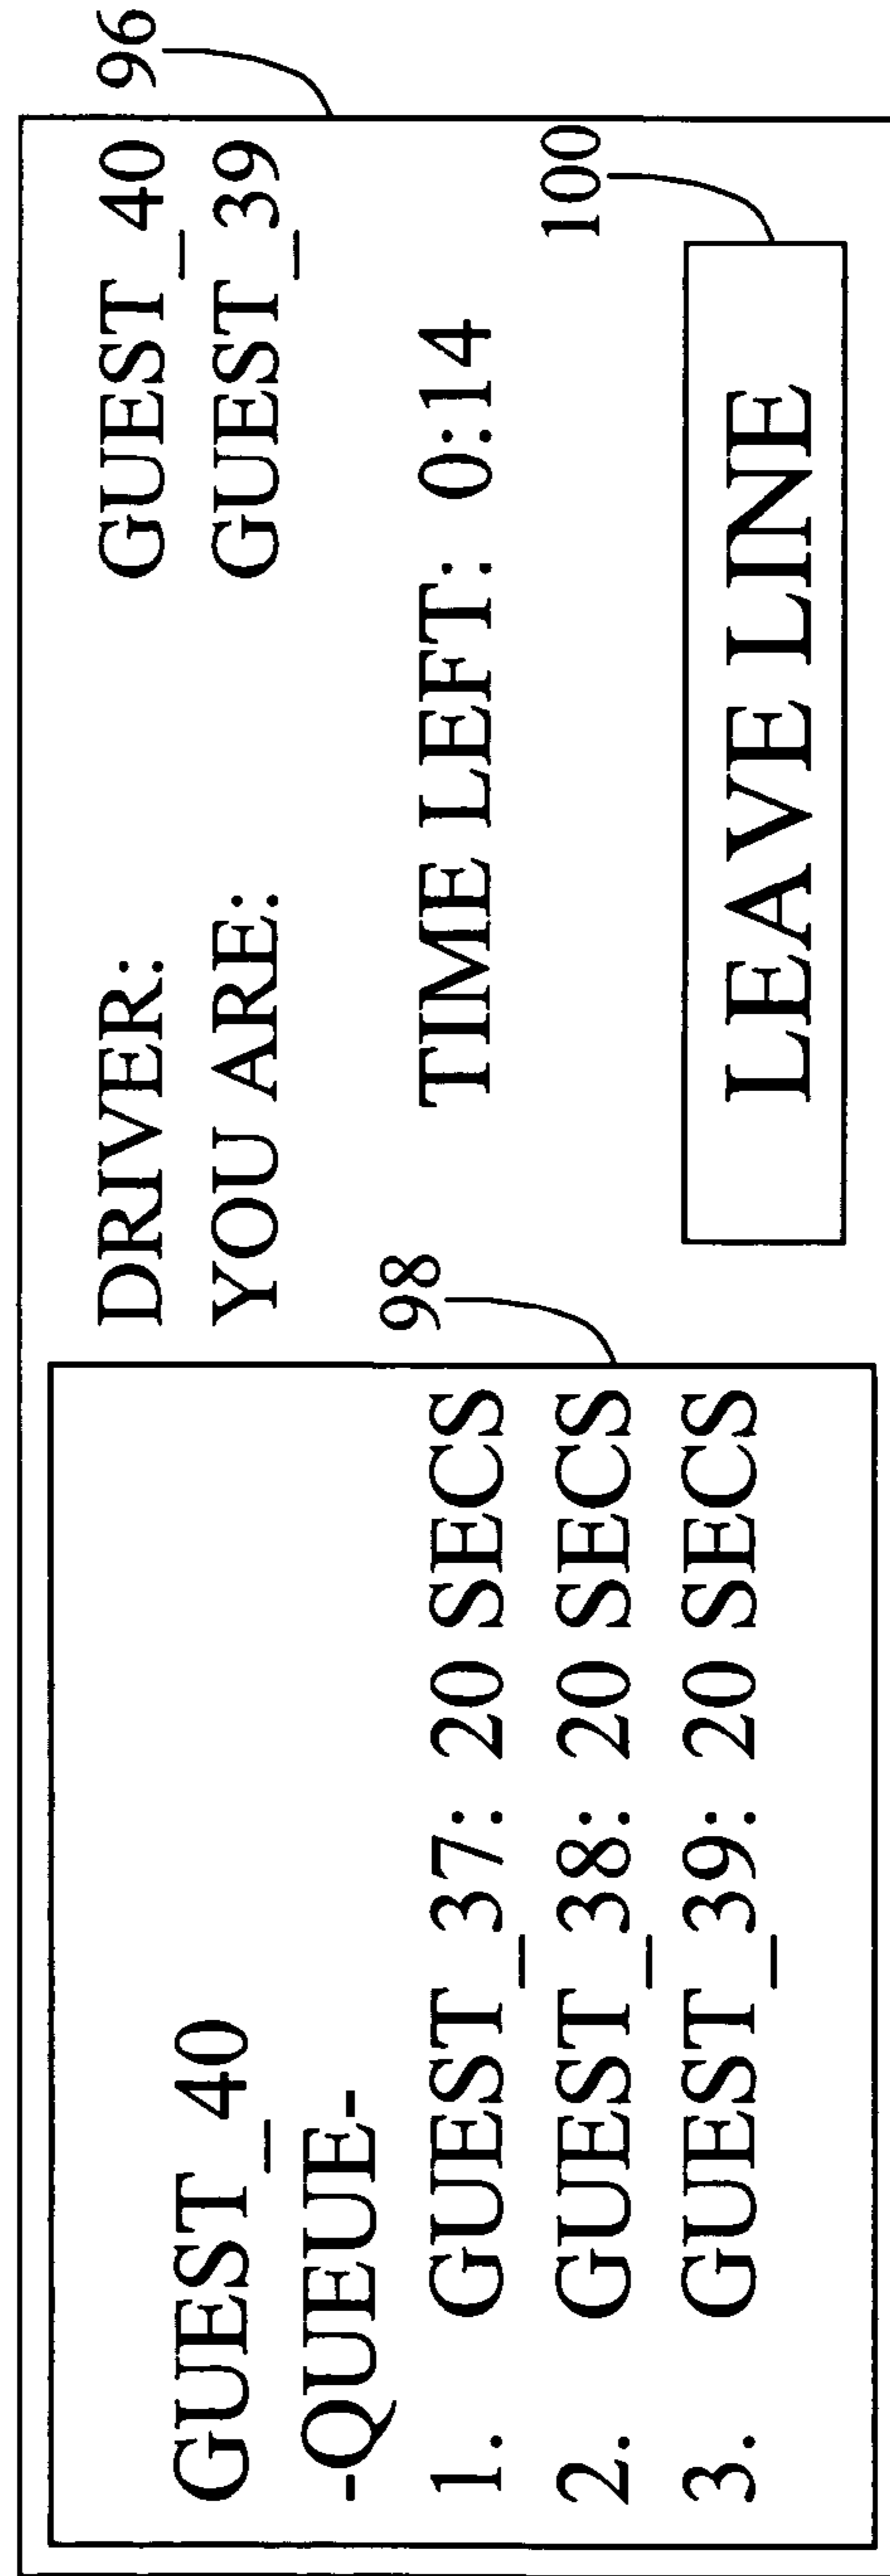 96
DRIVER: GUEST_40
YOU ARE: GUEST_39
TIME LEFT: 0:14
100
LEAVE LINE
98
GUEST_40
-QUEUE-
1. GUEST_37: 20 SECS
2. GUEST_38: 20 SECS
3. GUEST_39: 20 SECS